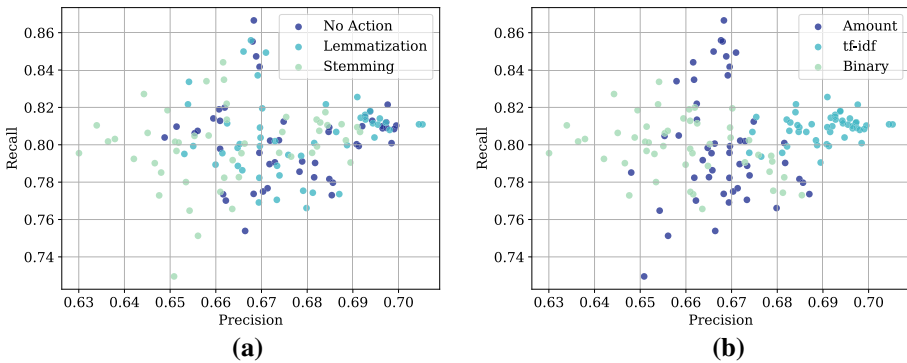 No Action
Lemmatization
Stemming
0.86
0.84
0.82
0.80
0.78
0.76
0.74
Recall
0.63 0.64 0.65 0.66 0.67 0.68 0.69 0.70
Precision
(a)
Amount
tf-idf
Binary
0.86
0.84
0.82
0.80
0.78
0.76
0.74
Recall
0.63 0.64 0.65 0.66 0.67 0.68 0.69 0.70
Precision
(b)